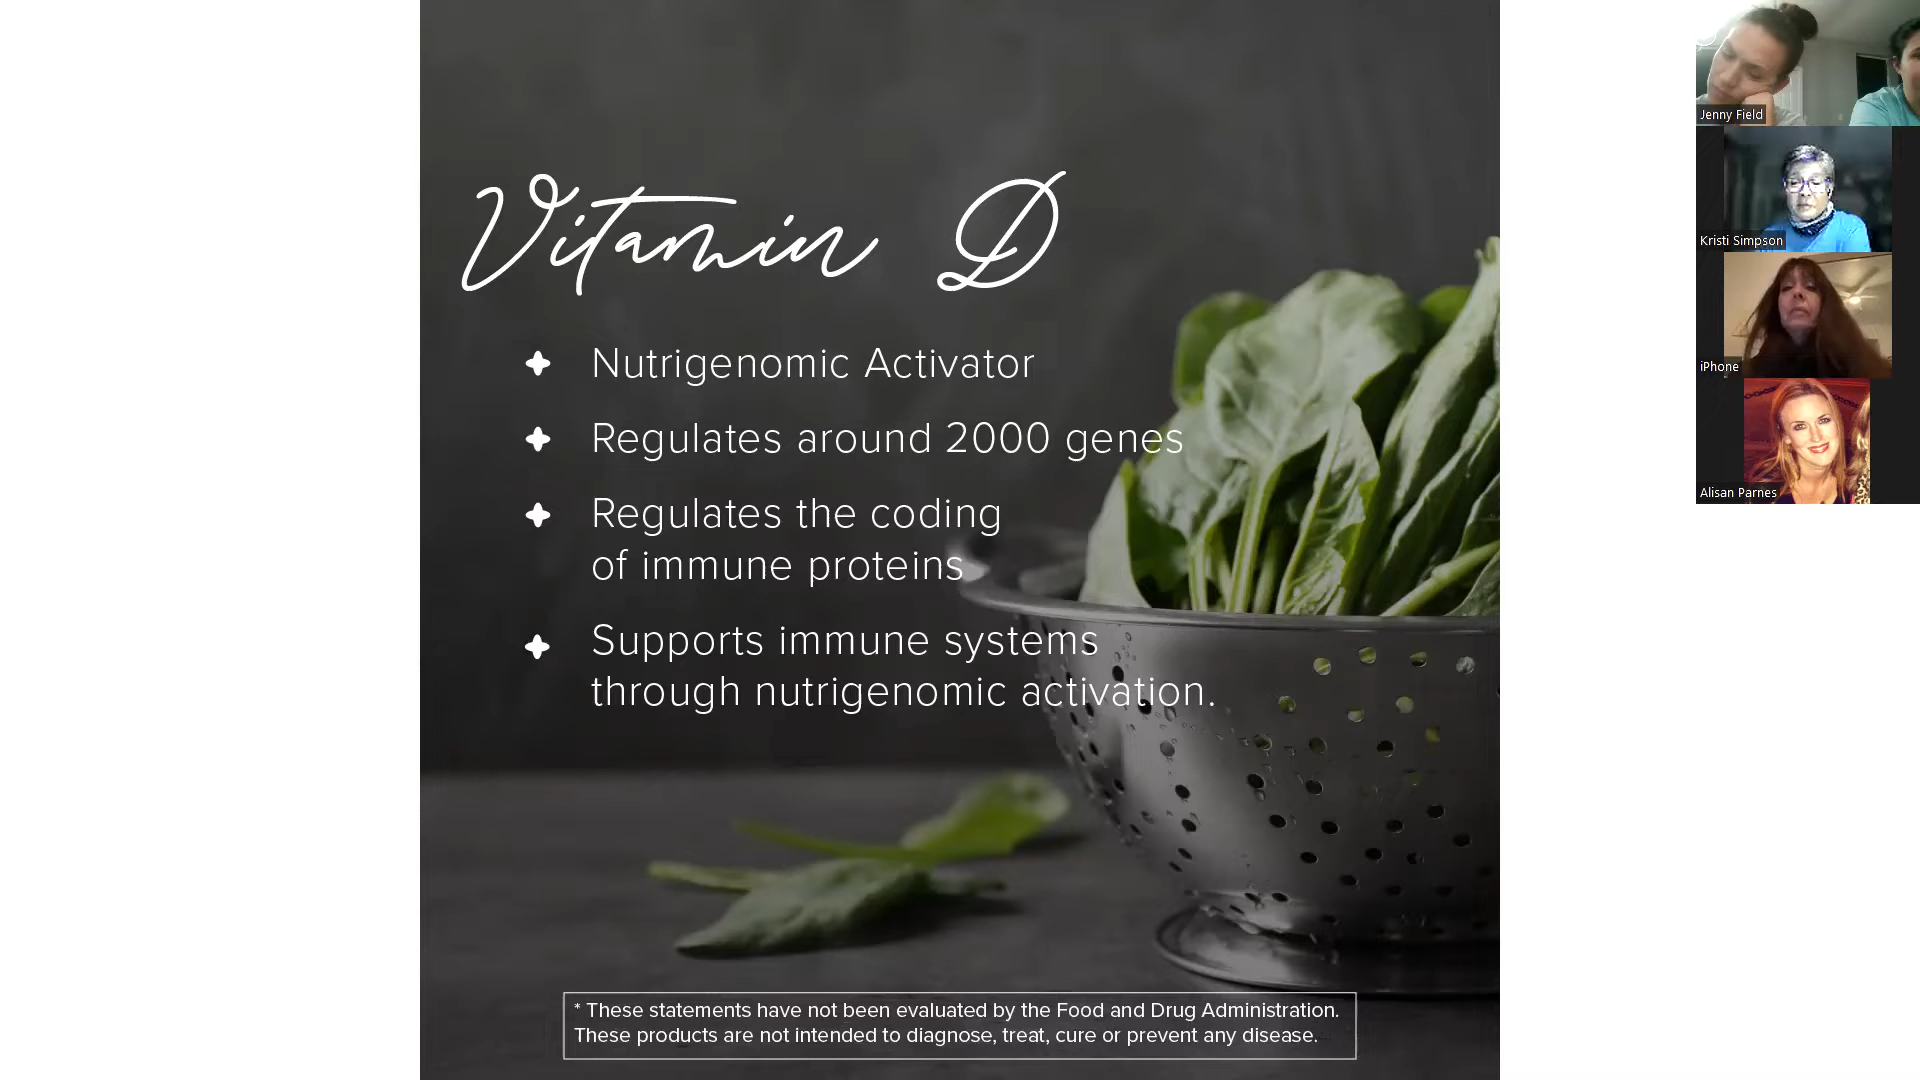 Vitamin D
Nutrigenomic Activator
Regulates around 2000 genes
Regulates the coding
of immune proteins
Supports immune systems
through nutrigenomic activation.
* These statements have not been evaluated by the Food and Drug Administration.
These products are not intended to diagnose, treat, cure or prevent any disease.
Jenny Field
Kristi Simpson
iPhone
Alisan Parnes